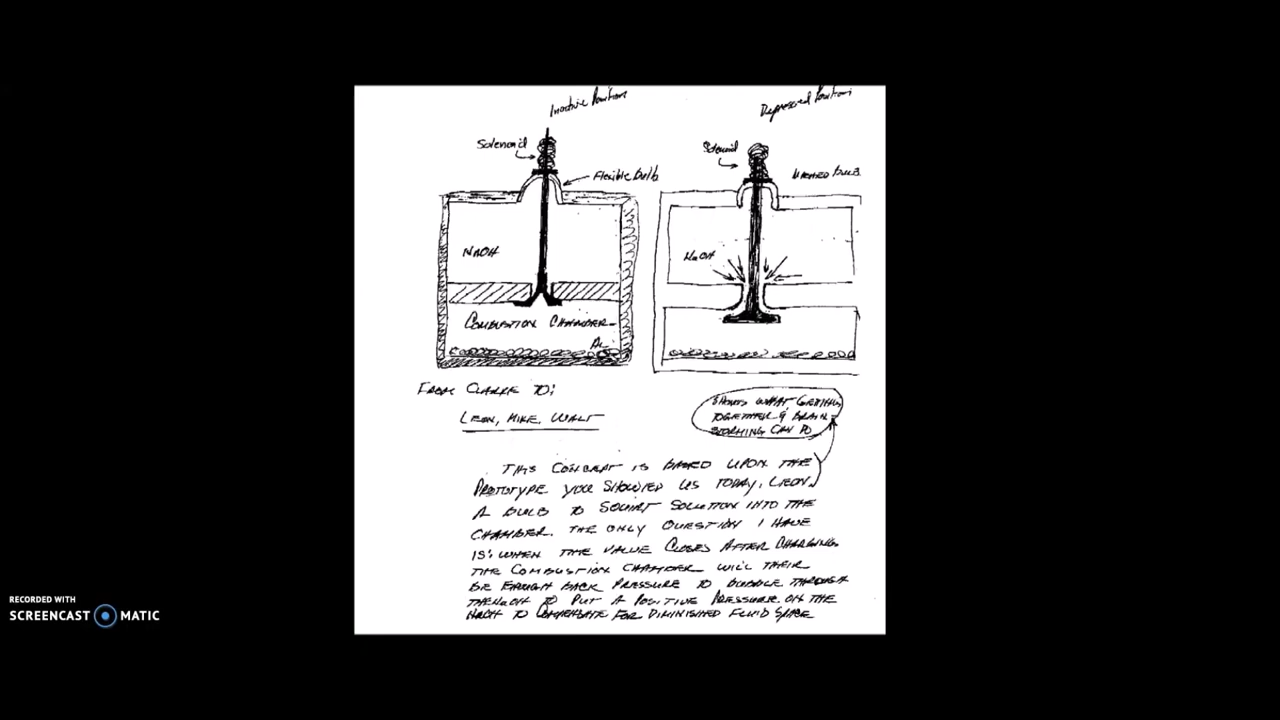 Inactive Position
Depressed Position
Solenoid
Solenoid
Flexible Bulb
Bulb
NaOH
NaOH
COMBUSTION CHAMBER
AL
FROM CLARKE TO:
LEON, MIKE, WALT
SHOWS WHAT GETTING
TOGETHER & BRAIN-
STORMING CAN DO
THIS CONCEPT IS BASED UPON THE
PROTOTYPE YOU SHOWED US TODAY, LEON.
A BULB TO SQUIRT SOLUTION INTO THE
CHAMBER. THE ONLY QUESTION I HAVE
IS: WHEN THE VALVE CLOSES AFTER CHARGING
THE COMBUSTION CHAMBER WILL THEIR
BE ENOUGH BACK PRESSURE TO BUBBLE THROUGH
THE NaOH TO PUT A POSITIVE PRESSURE ON THE
NAOH TO COMPENSATE FOR DIMINISHED FLUID SPACE
RECORDED WITH
SCREENCAST MATIC